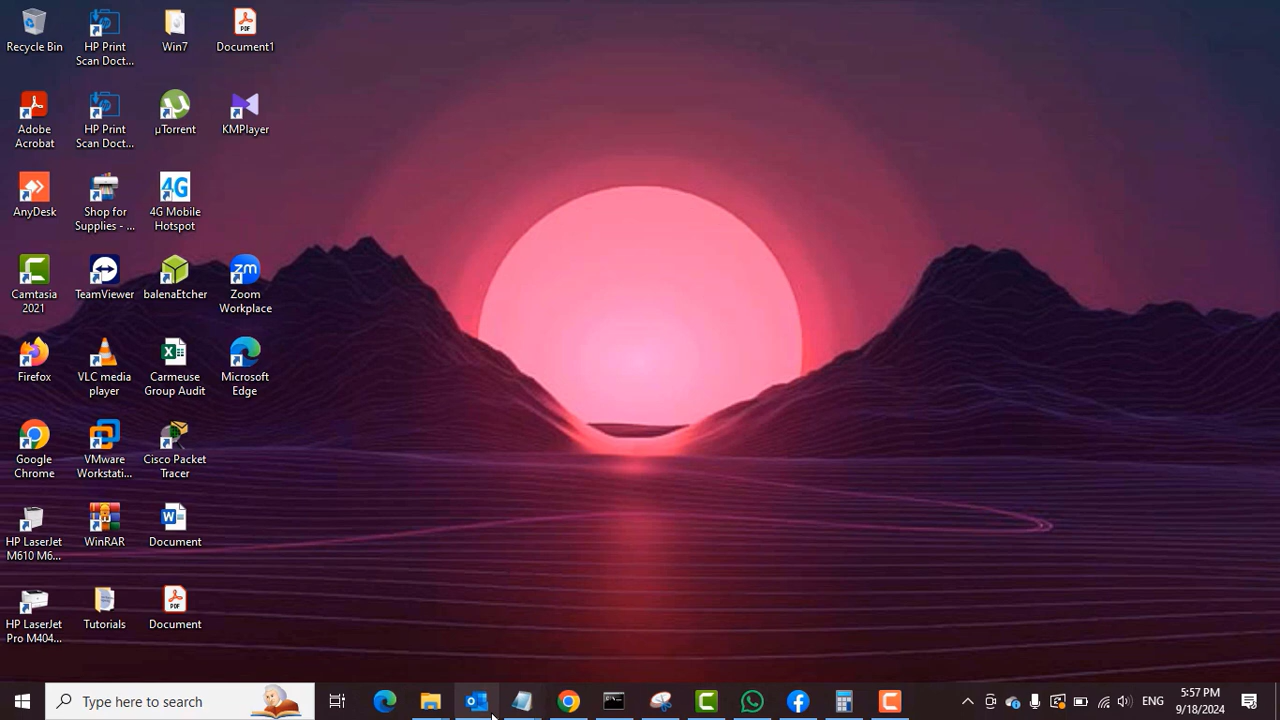 Recycle Bin
HP Print
Scan Doct...
Win7
Document1
Adobe
Acrobat
HP Print
Scan Doct...
µTorrent
KMPlayer
AnyDesk
Shop for
Supplies - ...
4G
4G Mobile
Hotspot
Camtasia
2021
TeamViewer
balenaEtcher
zm
Zoom
Workplace
Firefox
VLC media
player
Carmeuse
Group Audit
Microsoft
Edge
Google
Chrome
VMware
Workstati...
Cisco Packet
Tracer
HP LaserJet
M610 M6...
WinRAR
Document
HP LaserJet
Pro M404...
Tutorials
Document
Type here to search
ENG
5:57 PM
9/18/2024